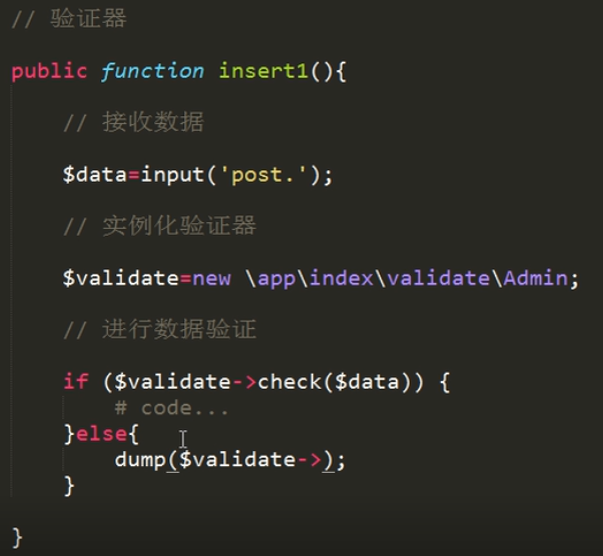 // 验证器
public function insert1(){
// 接收数据
$data=input('post.');
// 实例化验证器
$validate=new \app\index\validate\Admin;
// 进行数据验证
if ($validate->check($data)) {
# code...
}else{
dump($validate->);
}
}